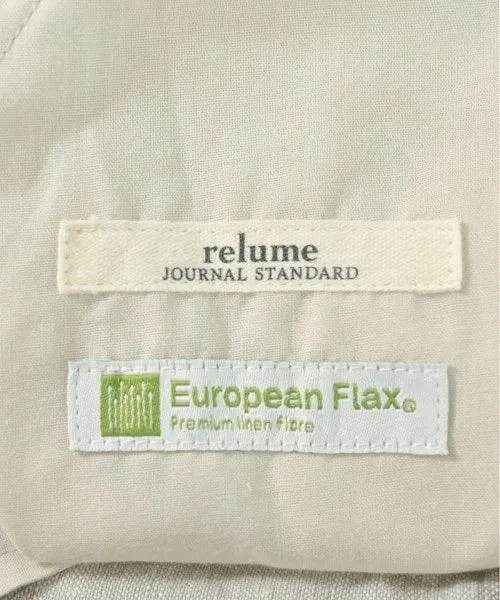 relume
JOURNAL STANDARD
European Flax®
Premium linen fibre